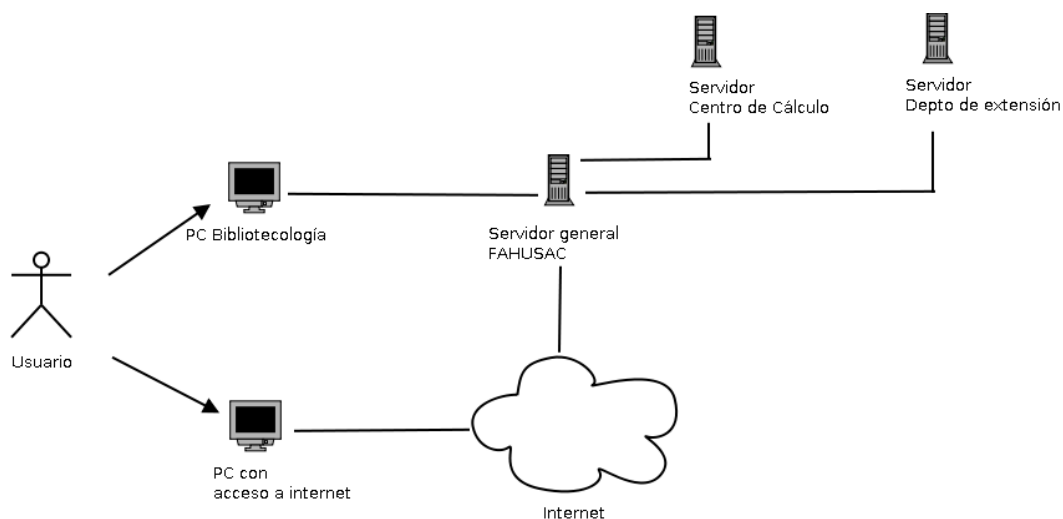 Servidor
Centro de Cálculo
Servidor
Depto de extensión
PC Bibliotecología
Servidor general
FAHUSAC
Usuario
PC con
acceso a internet
Internet